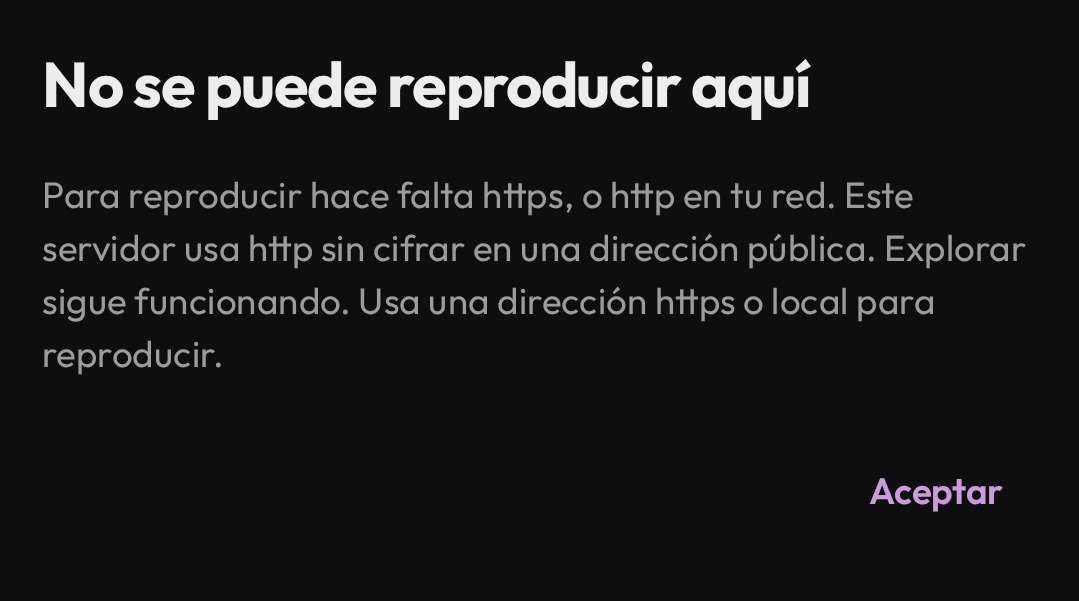 No se puede reproducir aquí
Para reproducir hace falta https, o http en tu red. Este
servidor usa http sin cifrar en una dirección pública. Explorar
sigue funcionando. Usa una dirección https o local para
reproducir.
Aceptar